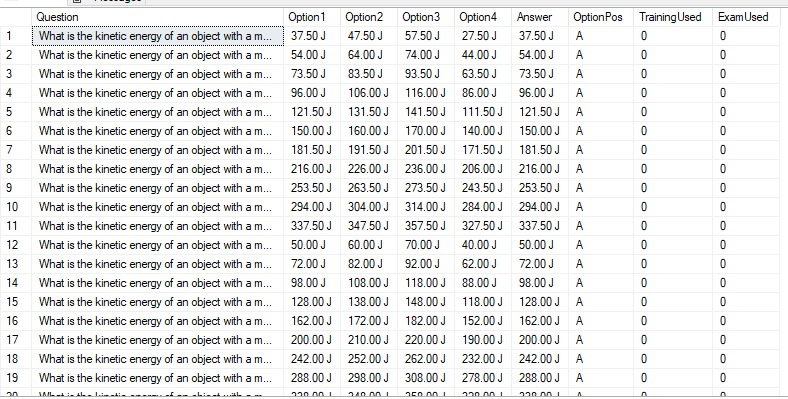 Messages
Question Option1 Option2 Option3 Option4 Answer OptionPos TrainingUsed ExamUsed
1 What is the kinetic energy of an object with a m... 37.50 J 47.50 J 57.50 J 27.50 J 37.50 J A 0 0
2 What is the kinetic energy of an object with a m... 54.00 J 64.00 J 74.00 J 44.00 J 54.00 J A 0 0
3 What is the kinetic energy of an object with a m... 73.50 J 83.50 J 93.50 J 63.50 J 73.50 J A 0 0
4 What is the kinetic energy of an object with a m... 96.00 J 106.00 J 116.00 J 86.00 J 96.00 J A 0 0
5 What is the kinetic energy of an object with a m... 121.50 J 131.50 J 141.50 J 111.50 J 121.50 J A 0 0
6 What is the kinetic energy of an object with a m... 150.00 J 160.00 J 170.00 J 140.00 J 150.00 J A 0 0
7 What is the kinetic energy of an object with a m... 181.50 J 191.50 J 201.50 J 171.50 J 181.50 J A 0 0
8 What is the kinetic energy of an object with a m... 216.00 J 226.00 J 236.00 J 206.00 J 216.00 J A 0 0
9 What is the kinetic energy of an object with a m... 253.50 J 263.50 J 273.50 J 243.50 J 253.50 J A 0 0
10 What is the kinetic energy of an object with a m... 294.00 J 304.00 J 314.00 J 284.00 J 294.00 J A 0 0
11 What is the kinetic energy of an object with a m... 337.50 J 347.50 J 357.50 J 327.50 J 337.50 J A 0 0
12 What is the kinetic energy of an object with a m... 50.00 J 60.00 J 70.00 J 40.00 J 50.00 J A 0 0
13 What is the kinetic energy of an object with a m... 72.00 J 82.00 J 92.00 J 62.00 J 72.00 J A 0 0
14 What is the kinetic energy of an object with a m... 98.00 J 108.00 J 118.00 J 88.00 J 98.00 J A 0 0
15 What is the kinetic energy of an object with a m... 128.00 J 138.00 J 148.00 J 118.00 J 128.00 J A 0 0
16 What is the kinetic energy of an object with a m... 162.00 J 172.00 J 182.00 J 152.00 J 162.00 J A 0 0
17 What is the kinetic energy of an object with a m... 200.00 J 210.00 J 220.00 J 190.00 J 200.00 J A 0 0
18 What is the kinetic energy of an object with a m... 242.00 J 252.00 J 262.00 J 232.00 J 242.00 J A 0 0
19 What is the kinetic energy of an object with a m... 288.00 J 298.00 J 308.00 J 278.00 J 288.00 J A 0 0